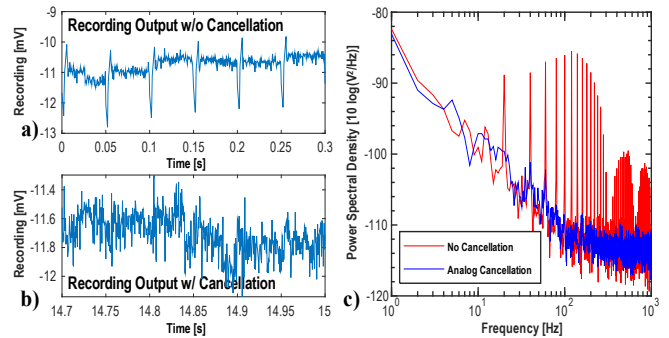 Recording Output w/o Cancellation
Recording [mV]
-9
-10
-11
-12
-13
0
0.05
0.1
0.15
0.2
0.25
0.3
Time [s]
a)
Recording Output w/ Cancellation
Recording [mV]
-11.4
-11.6
-11.8
-12
14.7
14.75
14.8
14.85
14.9
14.95
15
Time [s]
b)
Power Spectral Density [10 log(V²/Hz)]
-80
-90
-100
-110
-120
No Cancellation
Analog Cancellation
10⁰
10¹
10²
10³
Frequency [Hz]
c)